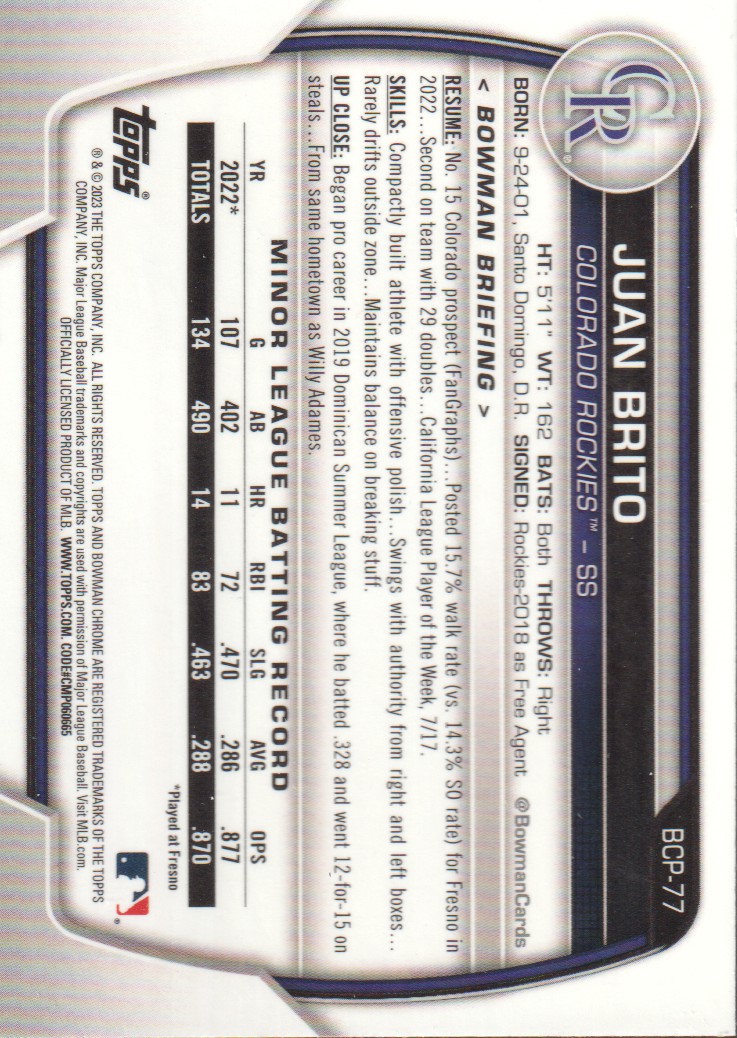 BCP-77
JUAN BRITO
COLORADO ROCKIES™ – SS
CR®
HT: 5'11" WT: 162 BATS: Both THROWS: Right
BORN: 9-24-01, Santo Domingo, D.R. SIGNED: Rockies-2018 as Free Agent @BowmanCards
< BOWMAN BRIEFING >
RESUME: No. 15 Colorado prospect (FanGraphs)...Posted 15.7% walk rate (vs. 14.3% SO rate) for Fresno in
2022...Second on team with 29 doubles...California League Player of the Week, 7/17.
SKILLS: Compactly built athlete with offensive polish...Swings with authority from right and left boxes...
Rarely drifts outside zone...Maintains balance on breaking stuff.
UP CLOSE: Began pro career in 2019 Dominican Summer League, where he batted .328 and went 12-for-15 on
steals...From same hometown as Willy Adames.
MINOR LEAGUE BATTING RECORD
YR G AB HR RBI SLG AVG OPS
2022* 107 402 11 72 .470 .286 .877
TOTALS 134 490 14 83 .463 .288 .870
*Played at Fresno
topps®
® & © 2023 THE TOPPS COMPANY, INC. ALL RIGHTS RESERVED. TOPPS AND BOWMAN CHROME ARE REGISTERED TRADEMARKS OF THE TOPPS
COMPANY, INC. Major League Baseball trademarks and copyrights are used with permission of Major League Baseball. Visit MLB.com.
OFFICIALLY LICENSED PRODUCT OF MLB. WWW.TOPPS.COM. CODE#CMP060665